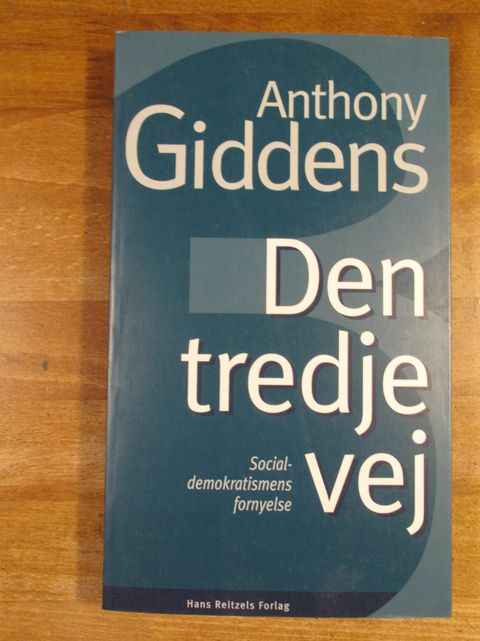 Anthony
Giddens
Den
tredje
vej
Social-
demokratismens
fornyelse
Hans Reitzels Forlag